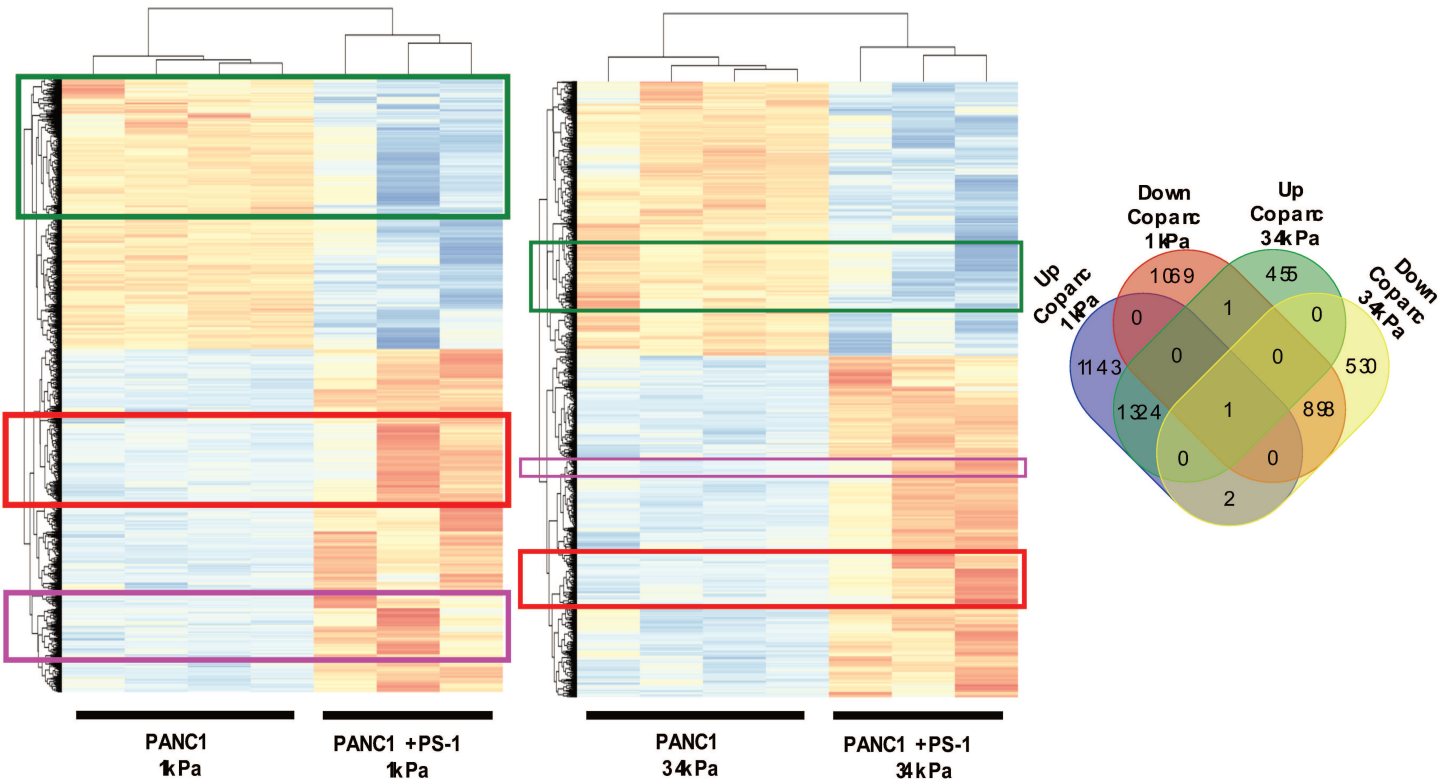 PANC1
1kPa
PANC1 +PS-1
1kPa
PANC1
34kPa
PANC1 +PS-1
34kPa
Up
Coparc
1kPa
Down
Coparc
1kPa
Up
Coparc
34kPa
Down
Coparc
34kPa
1069
455
0
1
0
1143
0
0
530
1324
1
898
0
0
2